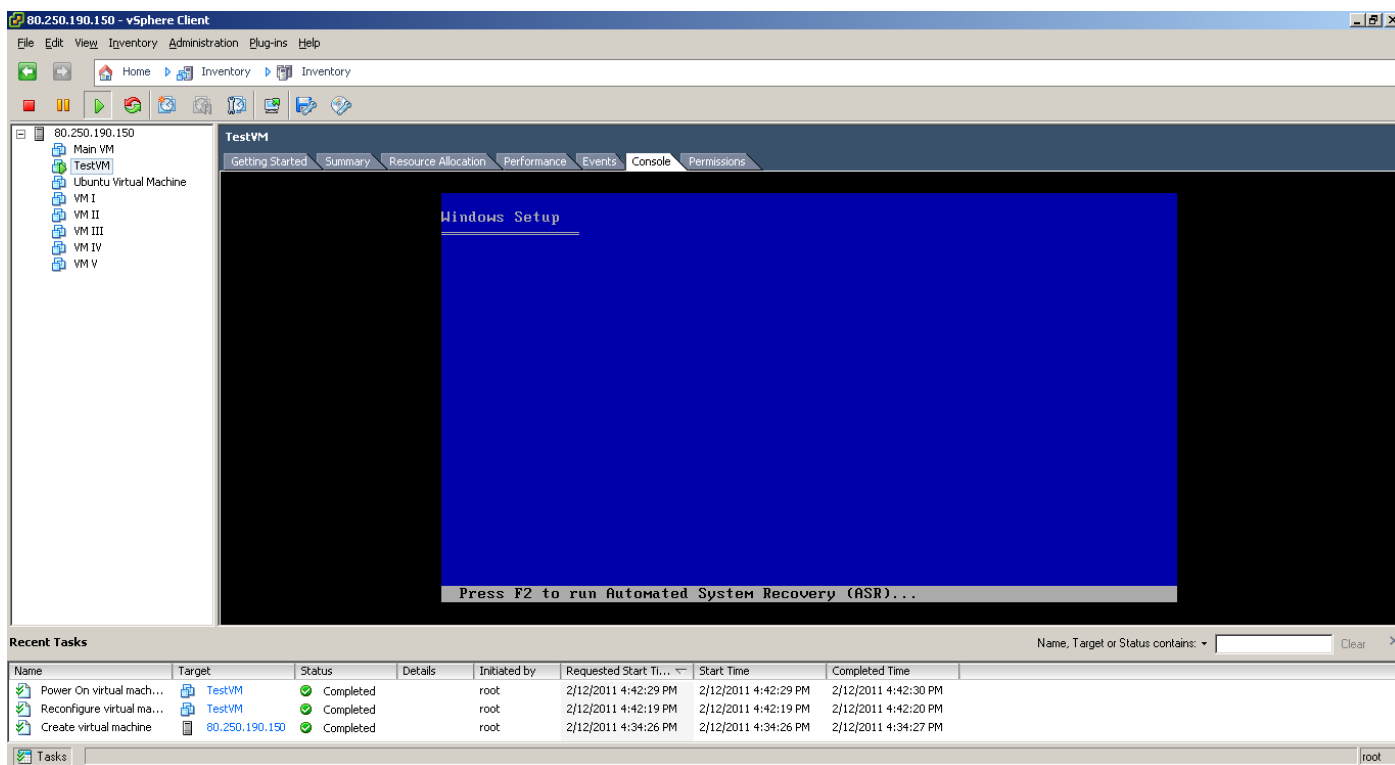 80.250.190.150 - vSphere Client
File Edit View Inventory Administration Plug-ins Help
Home Inventory Inventory
80.250.190.150
Main VM
TestVM
Ubuntu Virtual Machine
VM I
VM II
VM III
VM IV
VM V
TestVM
Getting Started Summary Resource Allocation Performance Events Console Permissions
Windows Setup
Press F2 to run Automated System Recovery (ASR)...
Recent Tasks
Name, Target or Status contains: Clear
Name Target Status Details Initiated by Requested Start Ti... Start Time Completed Time
Power On virtual mach... TestVM Completed root 2/12/2011 4:42:29 PM 2/12/2011 4:42:29 PM 2/12/2011 4:42:30 PM
Reconfigure virtual ma... TestVM Completed root 2/12/2011 4:42:19 PM 2/12/2011 4:42:19 PM 2/12/2011 4:42:20 PM
Create virtual machine 80.250.190.150 Completed root 2/12/2011 4:34:26 PM 2/12/2011 4:34:26 PM 2/12/2011 4:34:27 PM
Tasks root